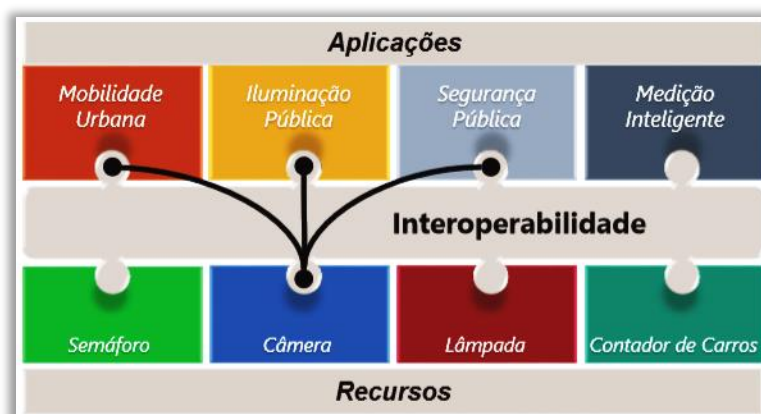 Aplicações
Mobilidade
Urbana
Iluminação
Pública
Segurança
Pública
Medição
Inteligente
Interoperabilidade
Semáforo
Câmera
Lâmpada
Contador de Carros
Recursos